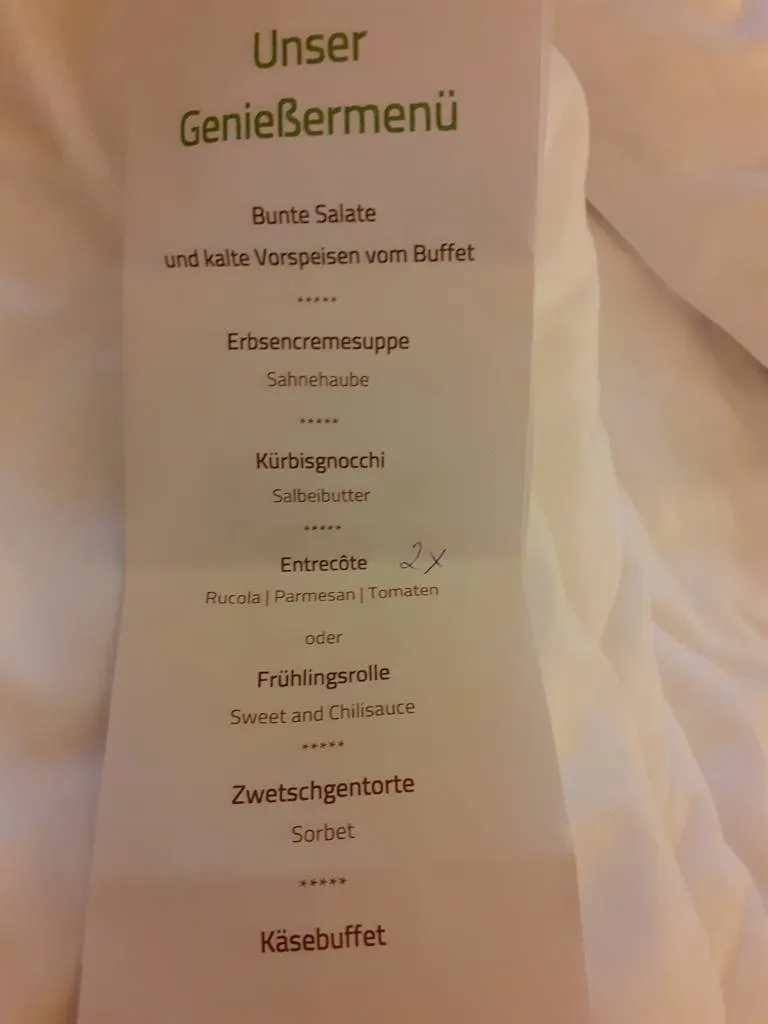 Unser
Genießermenü
Bunte Salate
und kalte Vorspeisen vom Buffet
*****
Erbsencremesuppe
Sahnehaube
*****
Kürbisgnocchi
Salbeibutter
*****
Entrecôte 2x
Rucola | Parmesan | Tomaten
oder
Frühlingsrolle
Sweet and Chilisauce
*****
Zwetschgentorte
Sorbet
*****
Käsebuffet